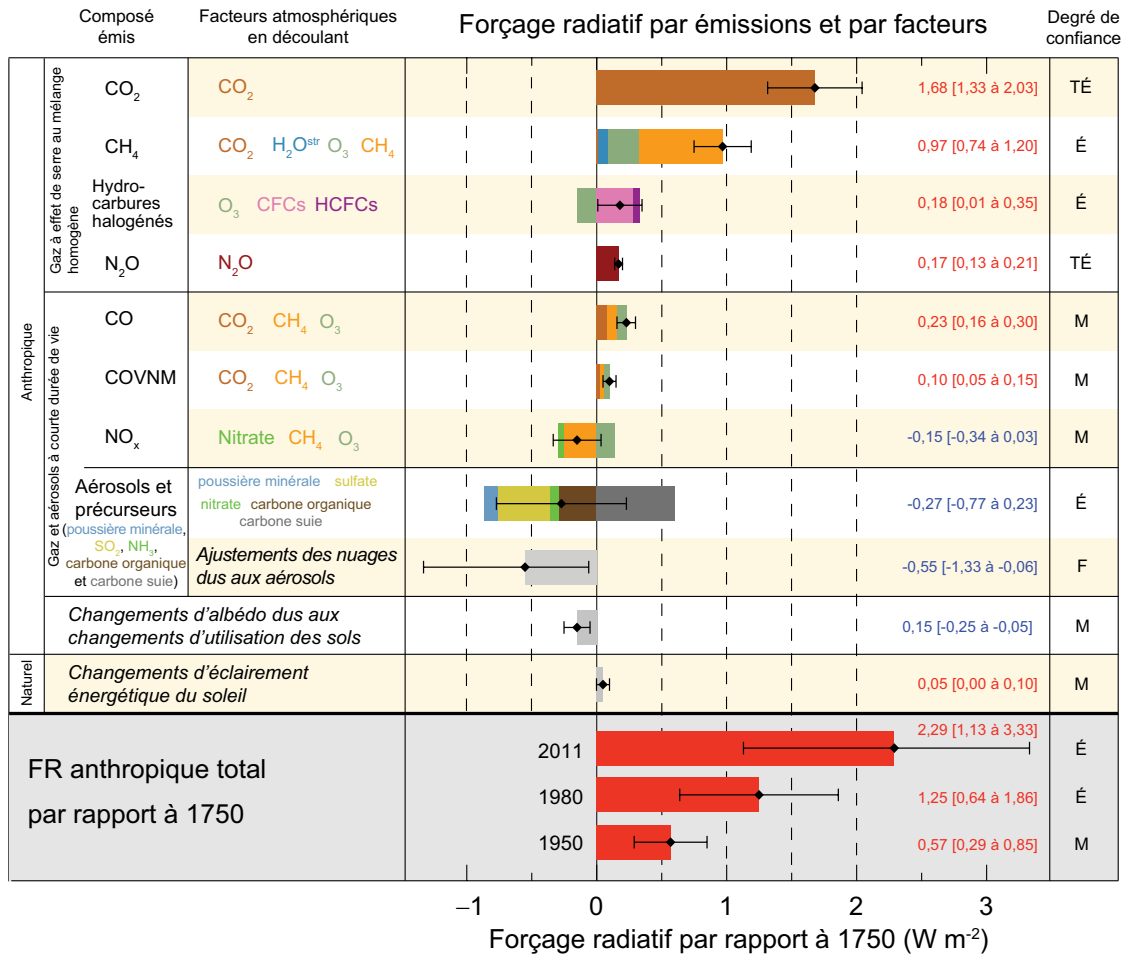 Composé
émis
Facteurs atmosphériques
en découlant
Forçage radiatif par émissions et par facteurs
Degré de
confiance
Anthropique
Gaz à effet de serre au mélange
homogène
CO2
CO2
1,68 [1,33 à 2,03]
TÉ
CH4
CO2 H2Ostr O3 CH4
0,97 [0,74 à 1,20]
É
Hydro-
carbures
halogénés
O3 CFCs HCFCs
0,18 [0,01 à 0,35]
É
N2O
N2O
0,17 [0,13 à 0,21]
TÉ
Gaz et aérosols à courte durée de vie
CO
CO2 CH4 O3
0,23 [0,16 à 0,30]
M
COVNM
CO2 CH4 O3
0,10 [0,05 à 0,15]
M
NOx
Nitrate CH4 O3
-0,15 [-0,34 à 0,03]
M
Aérosols et
précurseurs
(poussière minérale,
SO2, NH3,
carbone organique
et carbone suie)
poussière minérale sulfate
nitrate carbone organique
carbone suie
-0,27 [-0,77 à 0,23]
É
Ajustements des nuages
dus aux aérosols
-0,55 [-1,33 à -0,06]
F
Changements d'albédo dus aux
changements d'utilisation des sols
0,15 [-0,25 à -0,05]
M
Naturel
Changements d'éclairement
énergétique du soleil
0,05 [0,00 à 0,10]
M
FR anthropique total
par rapport à 1750
2011
2,29 [1,13 à 3,33]
É
1980
1,25 [0,64 à 1,86]
É
1950
0,57 [0,29 à 0,85]
M
−1 0 1 2 3
Forçage radiatif par rapport à 1750 (W m-2)